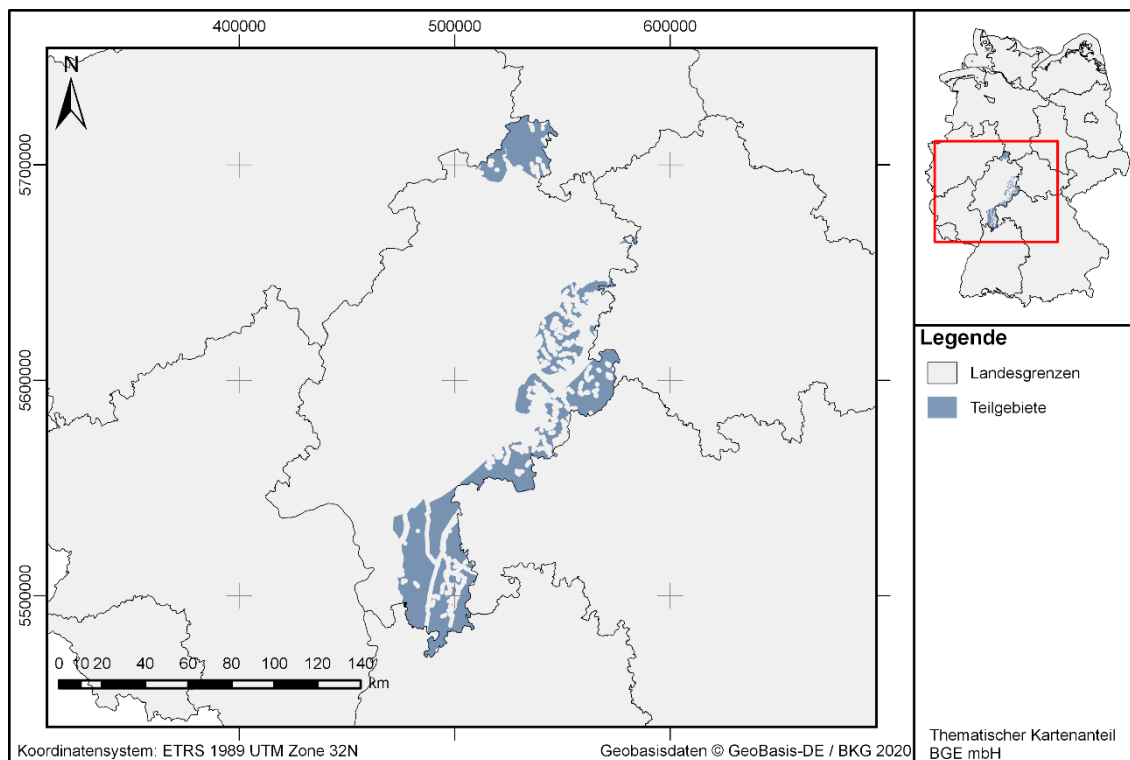 400000 500000 600000
N
5700000
5600000
5500000
0 10 20 40 60 80 100 120 140
km
Koordinatensystem: ETRS 1989 UTM Zone 32N
Geobasisdaten © GeoBasis-DE / BKG 2020
Legende
Landesgrenzen
Teilgebiete
Thematischer Kartenanteil
BGE mbH